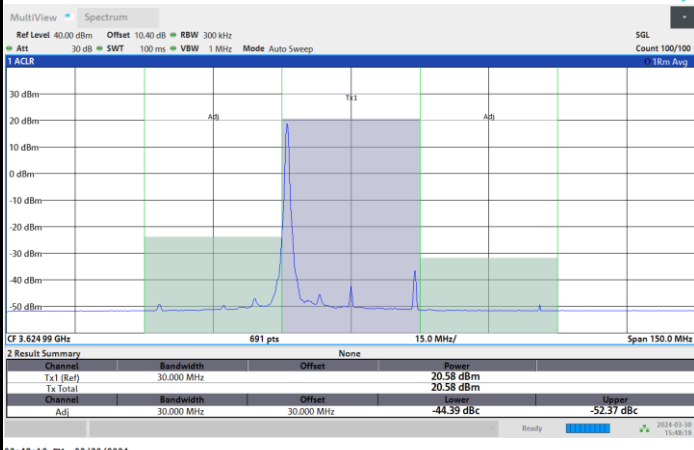 MultiView Spectrum
Ref Level 40.00 dBm Offset 10.40 dB RBW 300 kHz SGL
Att 30 dB SWT 100 ms VBW 1 MHz Mode Auto Sweep Count 100/100
1 ACLR 1Rm Avg
30 dBm
Tx1
20 dBm
Adj Adj
10 dBm
0 dBm
-10 dBm
-20 dBm
-30 dBm
-40 dBm
-50 dBm
CF 3.624 99 GHz 691 pts 15.0 MHz/ Span 150.0 MHz
2 Result Summary None
Channel Bandwidth Offset Power
Tx1 (Ref) 30.000 MHz 20.58 dBm
Tx Total 20.58 dBm
Channel Bandwidth Offset Lower Upper
Adj 30.000 MHz 30.000 MHz -44.39 dBc -52.37 dBc
Ready 2024-03-30
15:48:19